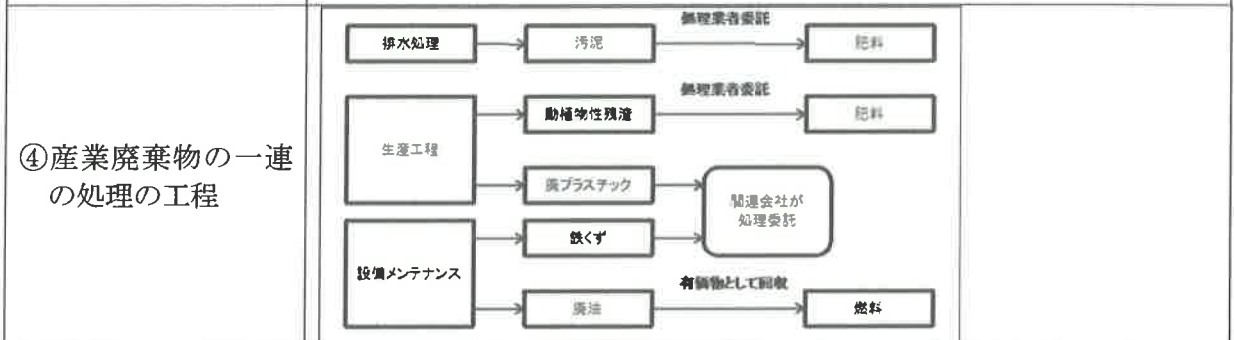 ④産業廃棄物の一連
の処理の工程
処理業者委託
排水処理
汚泥
肥料
処理業者委託
生産工程
動植物性残渣
肥料
廃プラスチック
関連会社が
処理委託
設備メンテナンス
鉄くず
有価物として回収
廃油
燃料